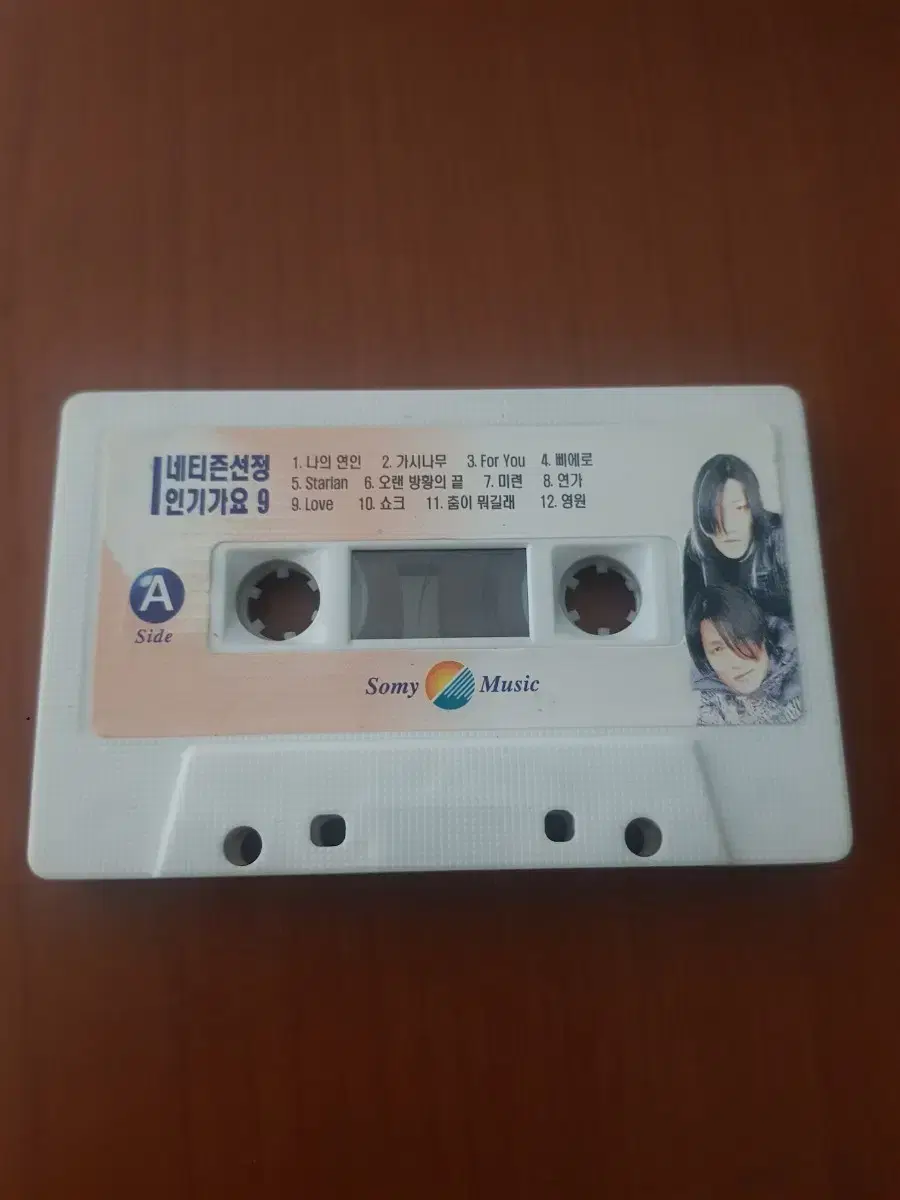 네티즌선정
인기가요 9
1. 나의 연인 2. 가시나무 3. For You 4. 삐에로
5. Starlan 6. 오랜 방황의 끝 7. 미련 8. 연가
9. Love 10. 쇼크 11. 춤이 뭐길래 12. 영원
A
Side
Somy Music